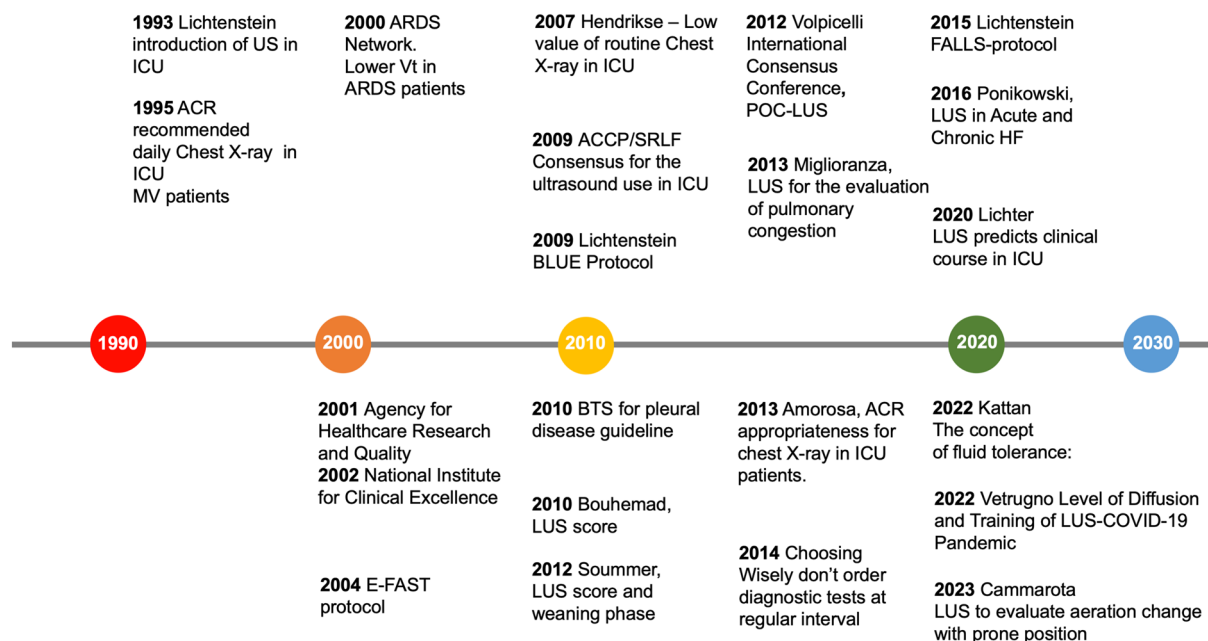 1993 Lichtenstein
introduction of US in
ICU
1995 ACR
recommended
daily Chest X-ray in
ICU
MV patients
2000 ARDS
Network.
Lower Vt in
ARDS patients
2007 Hendrikse – Low
value of routine Chest
X-ray in ICU
2009 ACCP/SRLF
Consensus for the
ultrasound use in ICU
2009 Lichtenstein
BLUE Protocol
2012 Volpicelli
International
Consensus
Conference,
POC-LUS
2013 Miglioranza,
LUS for the evaluation
of pulmonary
congestion
2015 Lichtenstein
FALLS-protocol
2016 Ponikowski,
LUS in Acute and
Chronic HF
2020 Lichter
LUS predicts clinical
course in ICU
1990
2000
2010
2020
2030
2001 Agency for
Healthcare Research
and Quality
2002 National Institute
for Clinical Excellence
2004 E-FAST
protocol
2010 BTS for pleural
disease guideline
2010 Bouhemad,
LUS score
2012 Soummer,
LUS score and
weaning phase
2013 Amorosa, ACR
appropriateness for
chest X-ray in ICU
patients.
2014 Choosing
Wisely don't order
diagnostic tests at
regular interval
2022 Kattan
The concept
of fluid tolerance:
2022 Vetrugno Level of Diffusion
and Training of LUS-COVID-19
Pandemic
2023 Cammarota
LUS to evaluate aeration change
with prone position